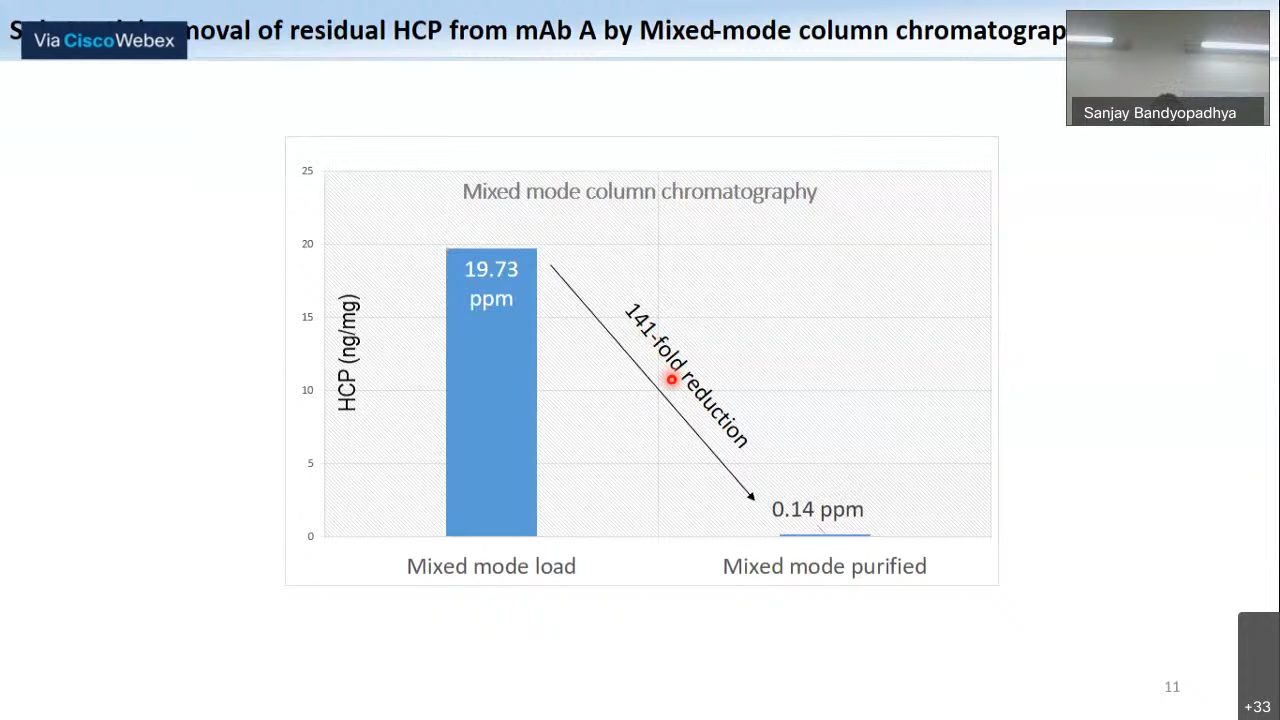 moval of residual HCP from mAb A by Mixed-mode column chromatograp
Via Cisco Webex
Sanjay Bandyopadhya
Mixed mode column chromatography
25
20
15
10
5
0
HCP (ng/mg)
19.73
ppm
141-fold reduction
0.14 ppm
Mixed mode load
Mixed mode purified
11
+33